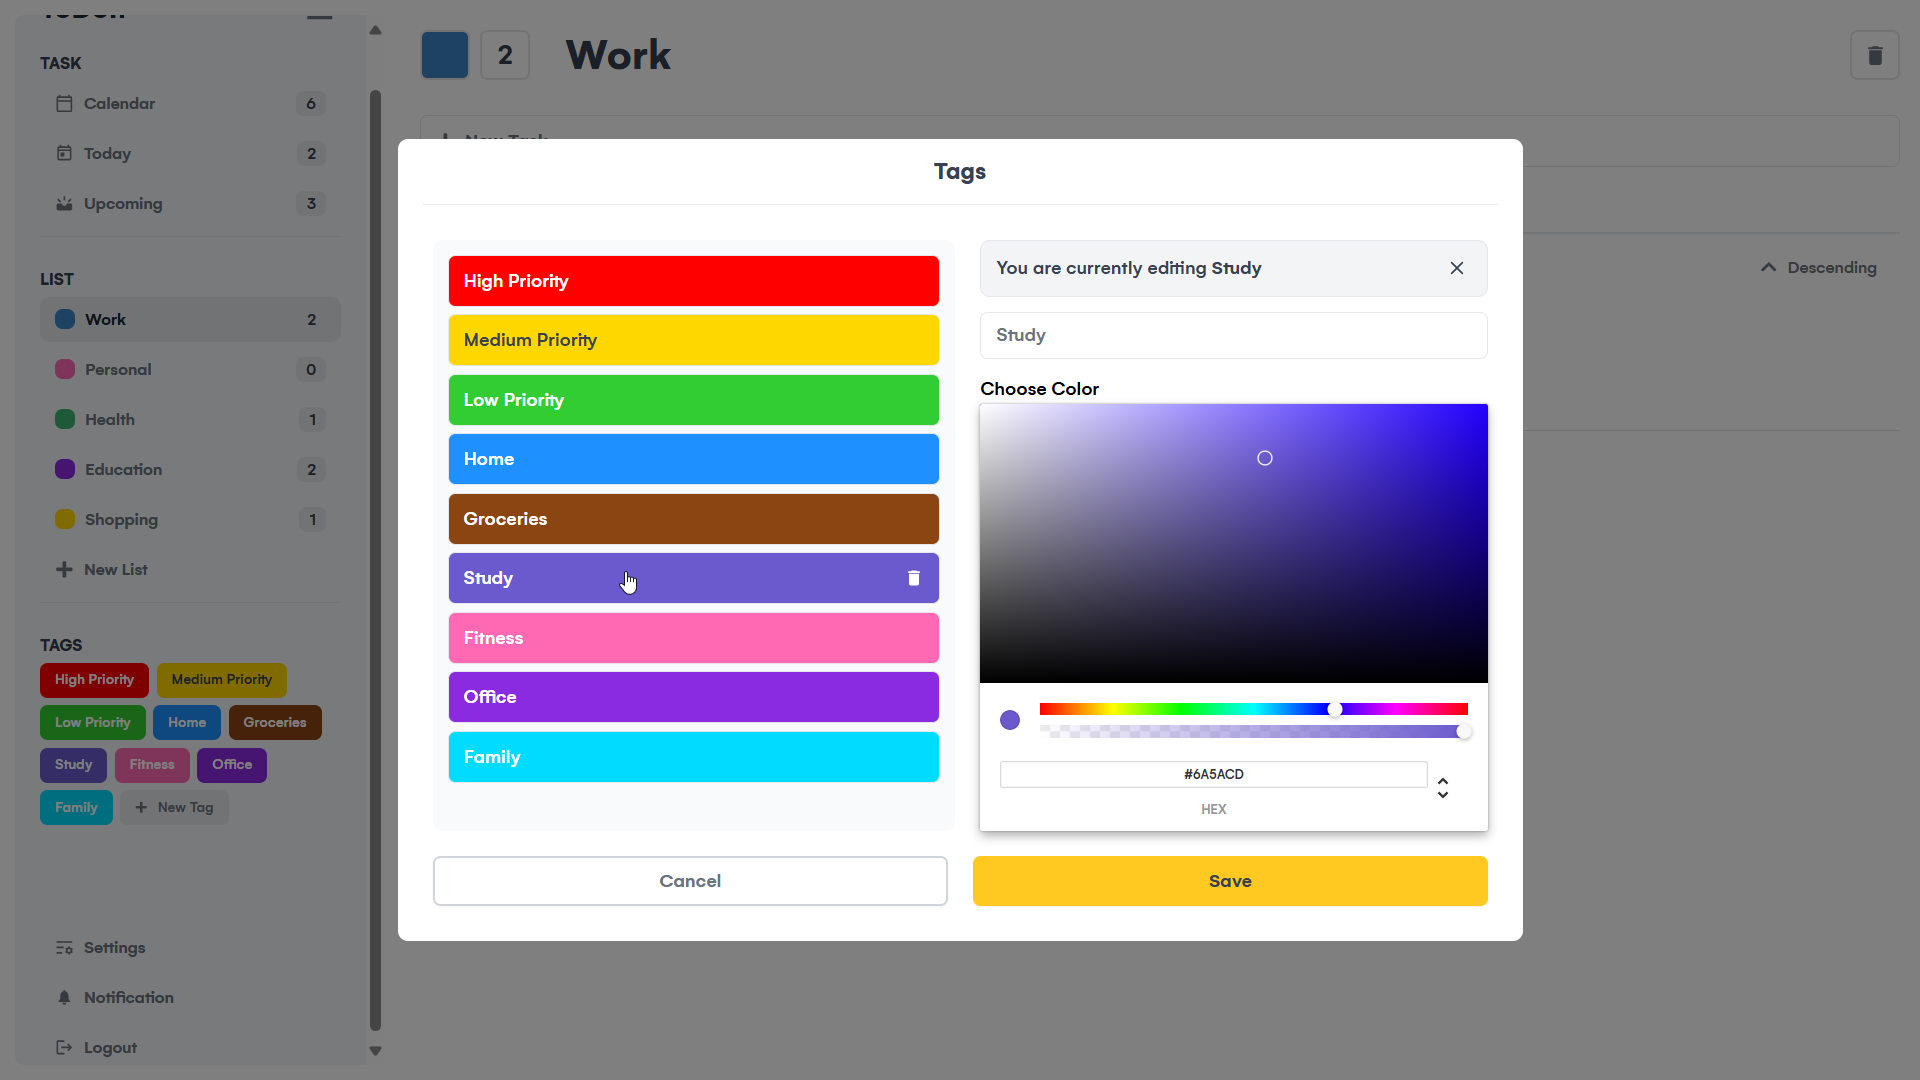 TASK
Calendar 6
Today 2
Upcoming 3
LIST
Work 2
Personal 0
Health 1
Education 2
Shopping 1
New List
TAGS
High Priority Medium Priority
Low Priority Home Groceries
Study Fitness Office
Family New Tag
Settings
Notification
Logout
2 Work
New Task
Descending
Tags
High Priority
Medium Priority
Low Priority
Home
Groceries
Study
Fitness
Office
Family
You are currently editing Study
Study
Choose Color
#6A5ACD
HEX
Cancel
Save